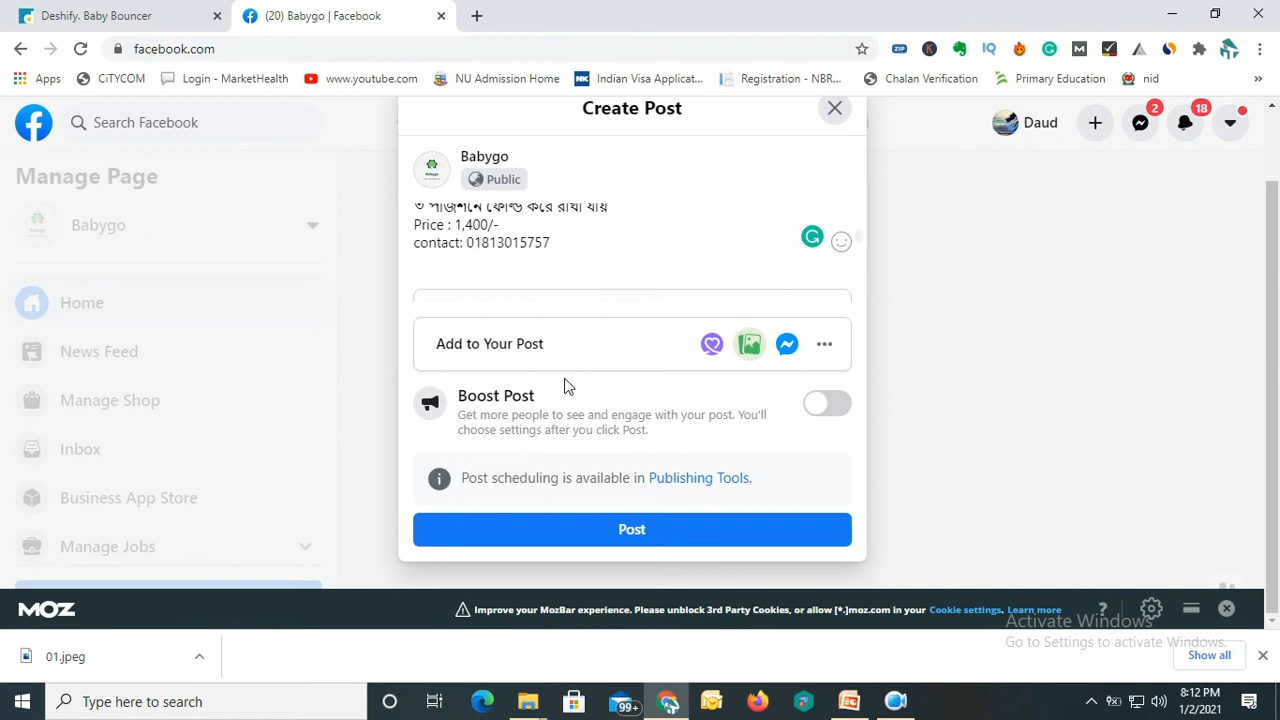 Deshify. Baby Bouncer
(20) Babygo | Facebook
facebook.com
Apps
CiTYCOM
Login - MarketHealth
www.youtube.com
NU Admission Home
Indian Visa Applicat...
Registration - NBR...
Chalan Verification
Primary Education
nid
»
Search Facebook
Create Post
Daud
2
18
Manage Page
Babygo
Home
News Feed
Manage Shop
Inbox
Business App Store
Manage Jobs
Babygo
Public
৩ পজিশনে ফোল্ড করে রাখা যায়
Price : 1,400/-
contact: 01813015757
Add to Your Post
Boost Post
Get more people to see and engage with your post. You'll
choose settings after you click Post.
Post scheduling is available in Publishing Tools.
Post
MOZ
Improve your MozBar experience. Please unblock 3rd Party Cookies, or allow [*.]moz.com in your Cookie settings. Learn more
Activate Windows
Go to Settings to activate Windows.
01.jpeg
Show all
Type here to search
99+
8:12 PM
1/2/2021